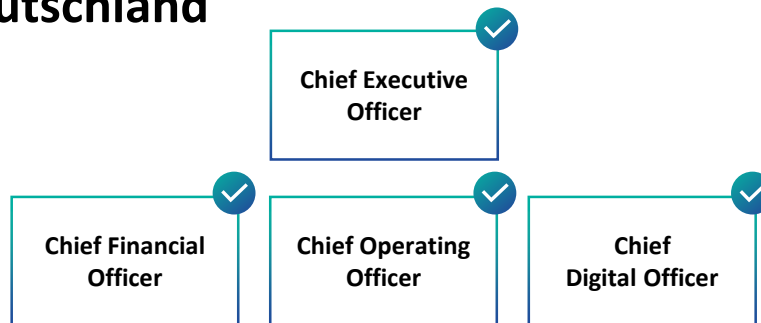 utschland
Chief Executive
Officer
Chief Financial
Officer
Chief Operating
Officer
Chief
Digital Officer